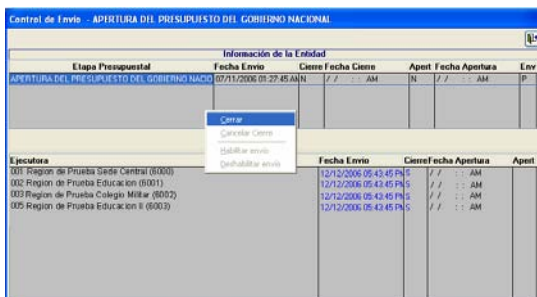 Control de Envío - APERTURA DEL PRESUPUESTO DEL GOBIERNO NACIONAL
Información de la Entidad
Etapa Presupuestal Fecha Envio Cierre Fecha Cierre Apert Fecha Apertura Env
APERTURA DEL PRESUPUESTO DEL GOBIERNO NACIO 07/11/2006 01:27:45 AM N / / : : AM N / / : : AM P
Cerrar
Cancelar Cierre
Habilitar envio
Deshabilitar envio
Ejecutora Fecha Envio Cierre Fecha Apertura Apert
001 Region de Prueba Sede Central (6000) 12/12/2006 05:43:45 PM S / / : : AM
002 Region de Prueba Educacion (6001) 12/12/2006 05:43:45 PM S / / : : AM
003 Region de Prueba Colegio Militar (6002) 12/12/2006 05:43:45 PM S / / : : AM
005 Region de Prueba Educacion II (6003) 12/12/2006 05:43:45 PM S / / : : AM